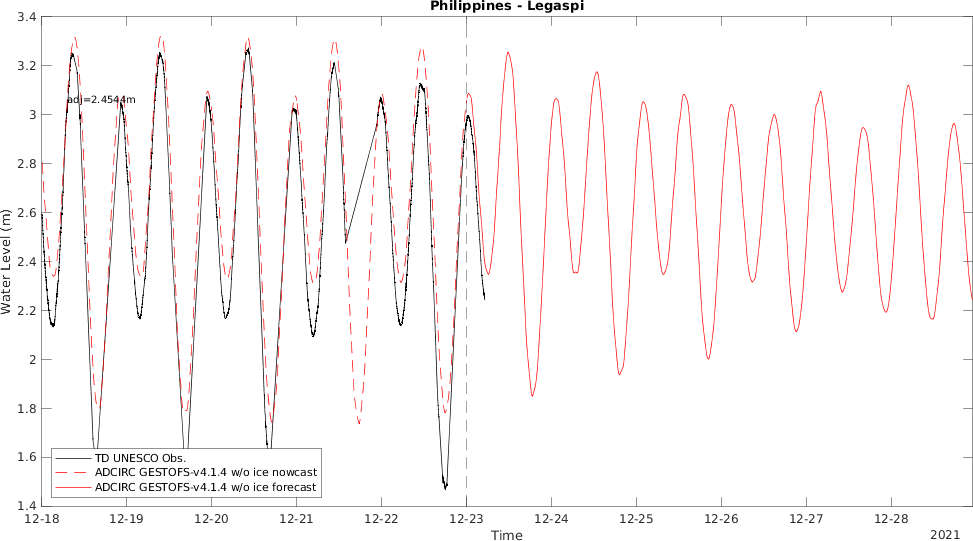 Philippines - Legaspi
3.4
3.2
3
2.8
2.6
2.4
2.2
2
1.8
1.6
1.4
Water Level (m)
adj=2.4544m
TD UNESCO Obs.
ADCIRC GESTOFS-v4.1.4 w/o ice nowcast
ADCIRC GESTOFS-v4.1.4 w/o ice forecast
12-18 12-19 12-20 12-21 12-22 12-23 12-24 12-25 12-26 12-27 12-28
Time
2021